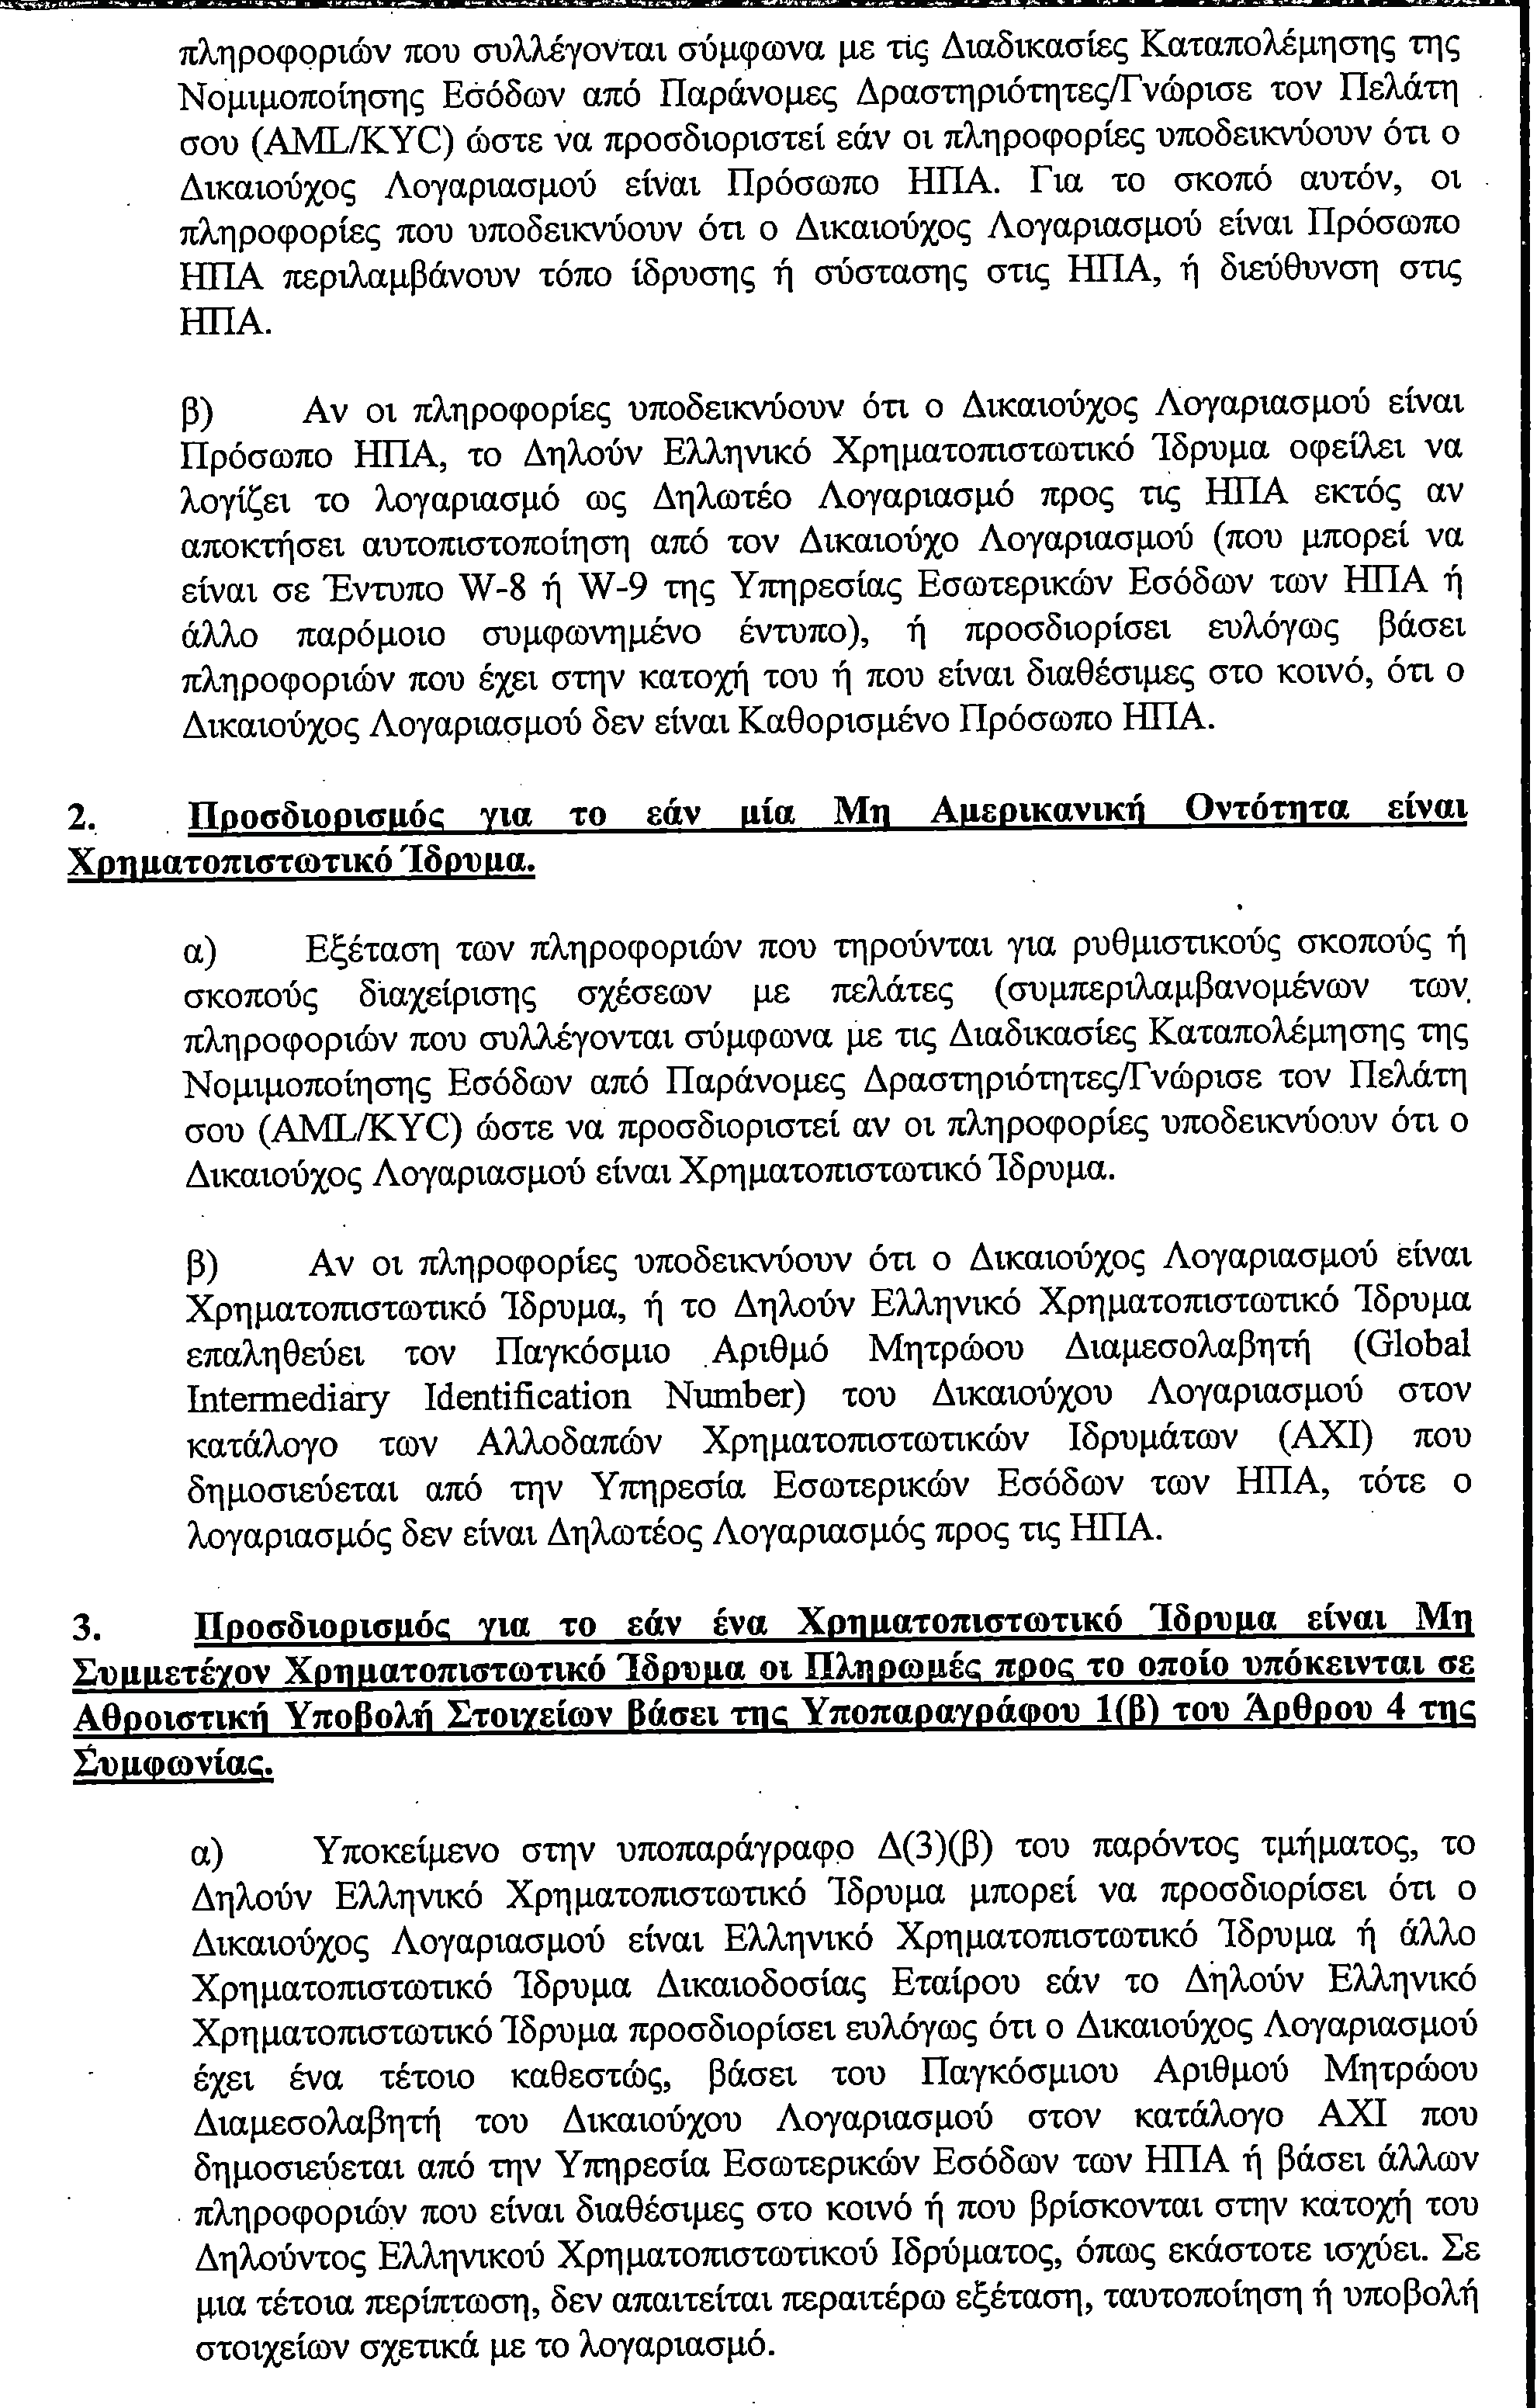 πληροφοριών που συλλέγονται σύμφωνα με τις Διαδικασίες Καταπολέμησης της
Νομιμοποίησης Εσόδων από Παράνομες Δραστηριότητες/Γνώρισε τον Πελάτη
σου (AML/KYC) ώστε να προσδιοριστεί εάν οι πληροφορίες υποδεικνύουν ότι ο
Δικαιούχος Λογαριασμού είναι Πρόσωπο ΗΠΑ. Για το σκοπό αυτόν, οι
πληροφορίες που υποδεικνύουν ότι ο Δικαιούχος Λογαριασμού είναι Πρόσωπο
ΗΠΑ περιλαμβάνουν τόπο ίδρυσης ή σύστασης στις ΗΠΑ, ή διεύθυνση στις
ΗΠΑ.
β) Αν οι πληροφορίες υποδεικνύουν ότι ο Δικαιούχος Λογαριασμού είναι
Πρόσωπο ΗΠΑ, το Δηλούν Ελληνικό Χρηματοπιστωτικό Ίδρυμα οφείλει να
λογίζει το λογαριασμό ως Δηλωτέο Λογαριασμό προς τις ΗΠΑ εκτός αν
αποκτήσει αυτοπιστοποίηση από τον Δικαιούχο Λογαριασμού (που μπορεί να
είναι σε Έντυπο W-8 ή W-9 της Υπηρεσίας Εσωτερικών Εσόδων των ΗΠΑ ή
άλλο παρόμοιο συμφωνημένο έντυπο), ή προσδιορίσει ευλόγως βάσει
πληροφοριών που έχει στην κατοχή του ή που είναι διαθέσιμες στο κοινό, ότι ο
Δικαιούχος Λογαριασμού δεν είναι Καθορισμένο Πρόσωπο ΗΠΑ.
2. Προσδιορισμός για το εάν μία Μη Αμερικανική Οντότητα είναι
Χρηματοπιστωτικό Ίδρυμα.
α) Εξέταση των πληροφοριών που τηρούνται για ρυθμιστικούς σκοπούς ή
σκοπούς διαχείρισης σχέσεων με πελάτες (συμπεριλαμβανομένων των
πληροφοριών που συλλέγονται σύμφωνα με τις Διαδικασίες Καταπολέμησης της
Νομιμοποίησης Εσόδων από Παράνομες Δραστηριότητες/Γνώρισε τον Πελάτη
σου (AML/KYC) ώστε να προσδιοριστεί αν οι πληροφορίες υποδεικνύουν ότι ο
Δικαιούχος Λογαριασμού είναι Χρηματοπιστωτικό Ίδρυμα.
β) Αν οι πληροφορίες υποδεικνύουν ότι ο Δικαιούχος Λογαριασμού είναι
Χρηματοπιστωτικό Ίδρυμα, ή το Δηλούν Ελληνικό Χρηματοπιστωτικό Ίδρυμα
επαληθεύει τον Παγκόσμιο Αριθμό Μητρώου Διαμεσολαβητή (Global
Intermediary Identification Number) του Δικαιούχου Λογαριασμού στον
κατάλογο των Αλλοδαπών Χρηματοπιστωτικών Ιδρυμάτων (ΑΧΙ) που
δημοσιεύεται από την Υπηρεσία Εσωτερικών Εσόδων των ΗΠΑ, τότε ο
λογαριασμός δεν είναι Δηλωτέος Λογαριασμός προς τις ΗΠΑ.
3. Προσδιορισμός για το εάν ένα Χρηματοπιστωτικό Ίδρυμα είναι Μη
Συμμετέχον Χρηματοπιστωτικό Ίδρυμα οι Πληρωμές προς το οποίο υπόκεινται σε
Αθροιστική Υποβολή Στοιχείων βάσει της Υποπαραγράφου 1(β) του Άρθρου 4 της
Συμφωνίας.
α) Υποκείμενο στην υποπαράγραφο Δ(3)(β) του παρόντος τμήματος, το
Δηλούν Ελληνικό Χρηματοπιστωτικό Ίδρυμα μπορεί να προσδιορίσει ότι ο
Δικαιούχος Λογαριασμού είναι Ελληνικό Χρηματοπιστωτικό Ίδρυμα ή άλλο
Χρηματοπιστωτικό Ίδρυμα Δικαιοδοσίας Εταίρου εάν το Δηλούν Ελληνικό
Χρηματοπιστωτικό Ίδρυμα προσδιορίσει ευλόγως ότι ο Δικαιούχος Λογαριασμού
έχει ένα τέτοιο καθεστώς, βάσει του Παγκόσμιου Αριθμού Μητρώου
Διαμεσολαβητή του Δικαιούχου Λογαριασμού στον κατάλογο ΑΧΙ που
δημοσιεύεται από την Υπηρεσία Εσωτερικών Εσόδων των ΗΠΑ ή βάσει άλλων
πληροφοριών που είναι διαθέσιμες στο κοινό ή που βρίσκονται στην κατοχή του
Δηλούντος Ελληνικού Χρηματοπιστωτικού Ιδρύματος, όπως εκάστοτε ισχύει. Σε
μια τέτοια περίπτωση, δεν απαιτείται περαιτέρω εξέταση, ταυτοποίηση ή υποβολή
στοιχείων σχετικά με το λογαριασμό.